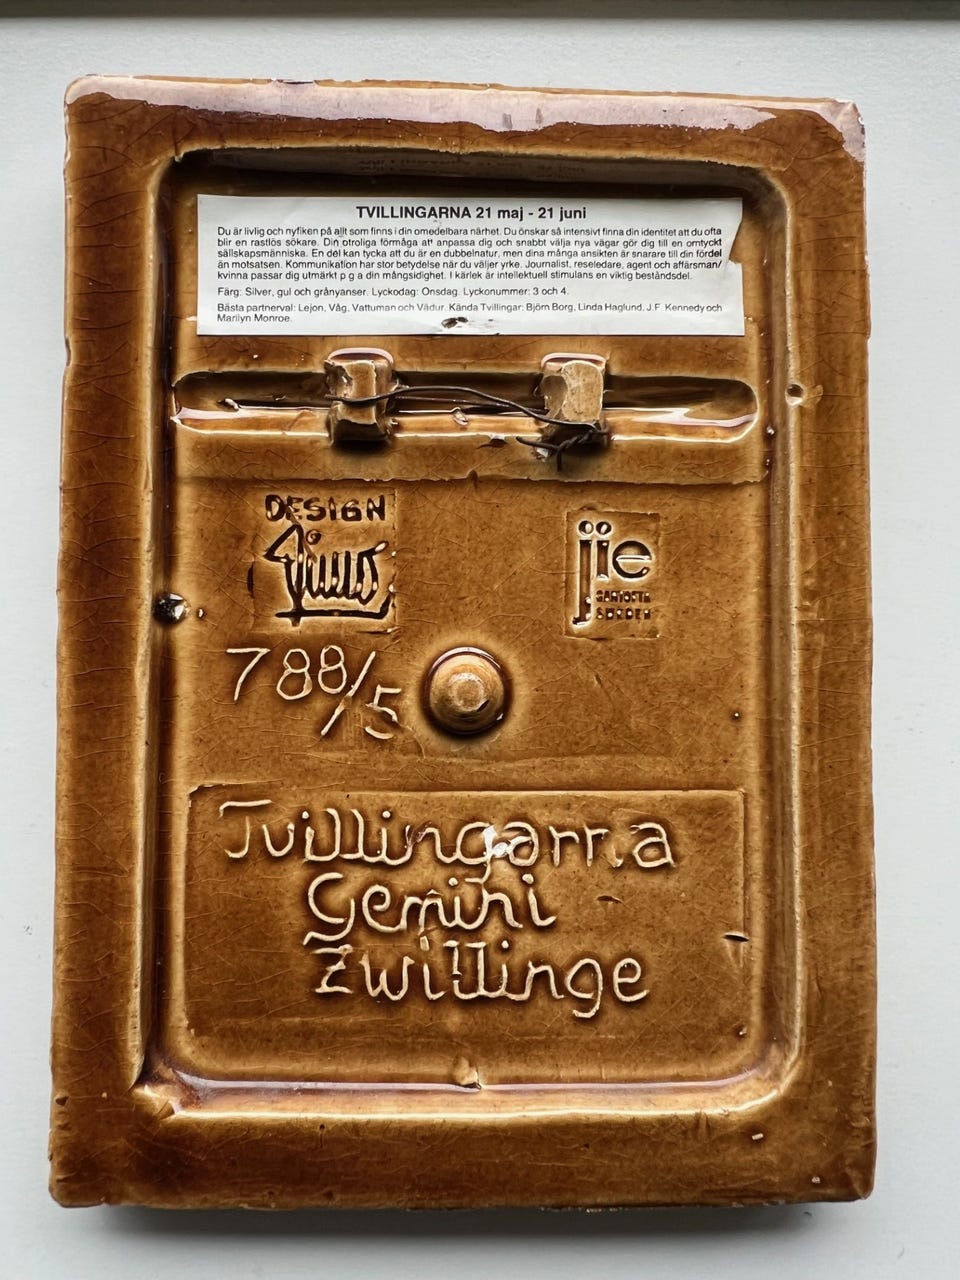 TVILLINGARNA 21 maj - 21 juni
Du är livlig och nyfiken på allt som finns i din omedelbara närhet. Du önskar så intensivt finna din identitet att du ofta
blir en rastlös sökare. Din otroliga förmåga att anpassa dig och snabbt välja nya vägar gör dig till en omtyckt
sällskapsmänniska. En del kan tycka att du är en dubbelnatur, men dina många ansikten är snarare till din fördel
än motsatsen. Kommunikation har stor betydelse när du väljer yrke. Journalist, reseledare, agent och affärsman/
kvinna passar dig utmärkt p g a din mångsidighet. I kärlek är intellektuell stimulans en viktig beståndsdel.
Färg: Silver, gul och grånyanser. Lyckodag: Onsdag. Lyckonummer: 3 och 4.
Bästa partnerval: Lejon, Våg, Vattuman och Vädur. Kända Tvillingar: Björn Borg, Linda Haglund, J.F Kennedy och
Marilyn Monroe.
DESIGN
jie
GANTOFTA
SWEDEN
788/5
Tvillingarna
Gemini
Zwillinge